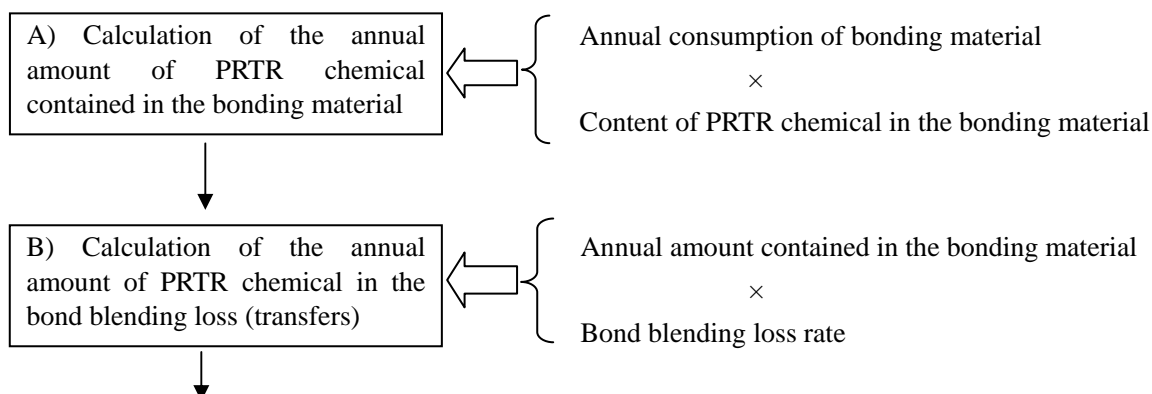 A) Calculation of the annual
amount of PRTR chemical
contained in the bonding material
Annual consumption of bonding material
×
Content of PRTR chemical in the bonding material
B) Calculation of the annual
amount of PRTR chemical in the
bond blending loss (transfers)
Annual amount contained in the bonding material
×
Bond blending loss rate